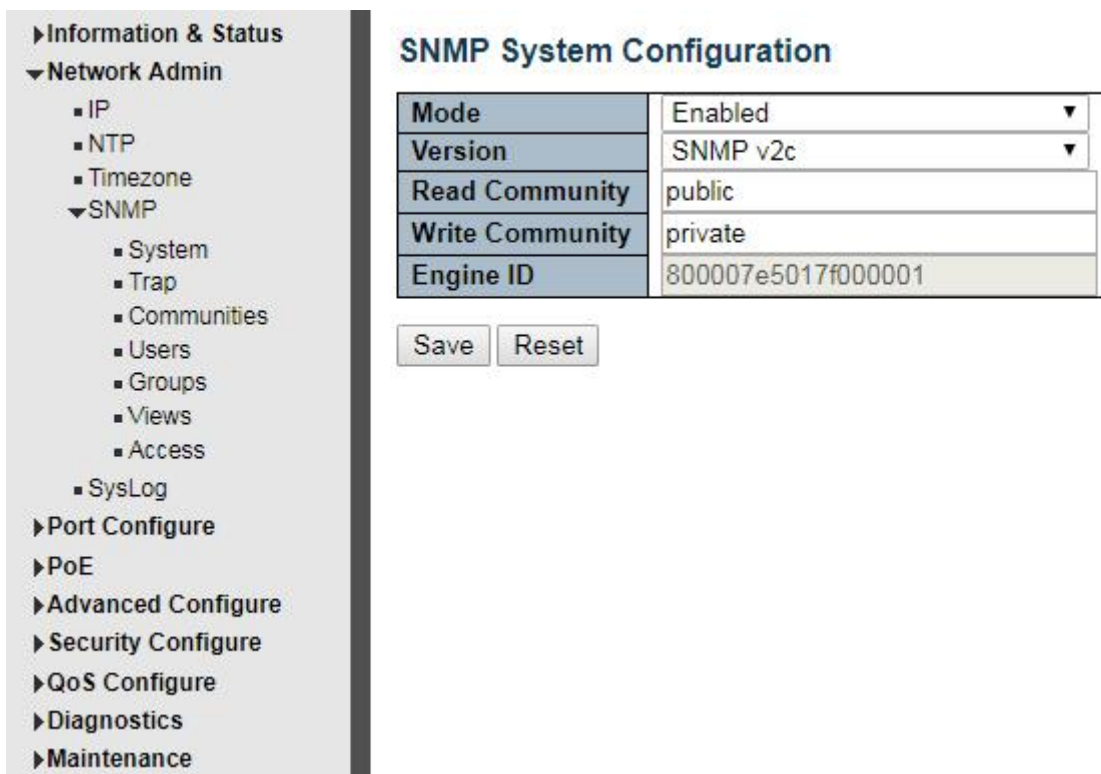 Information & Status
Network Admin
IP
NTP
Timezone
SNMP
System
Trap
Communities
Users
Groups
Views
Access
SysLog
Port Configure
PoE
Advanced Configure
Security Configure
QoS Configure
Diagnostics
Maintenance
SNMP System Configuration
Mode Enabled
Version SNMP v2c
Read Community public
Write Community private
Engine ID 800007e5017f000001
Save Reset